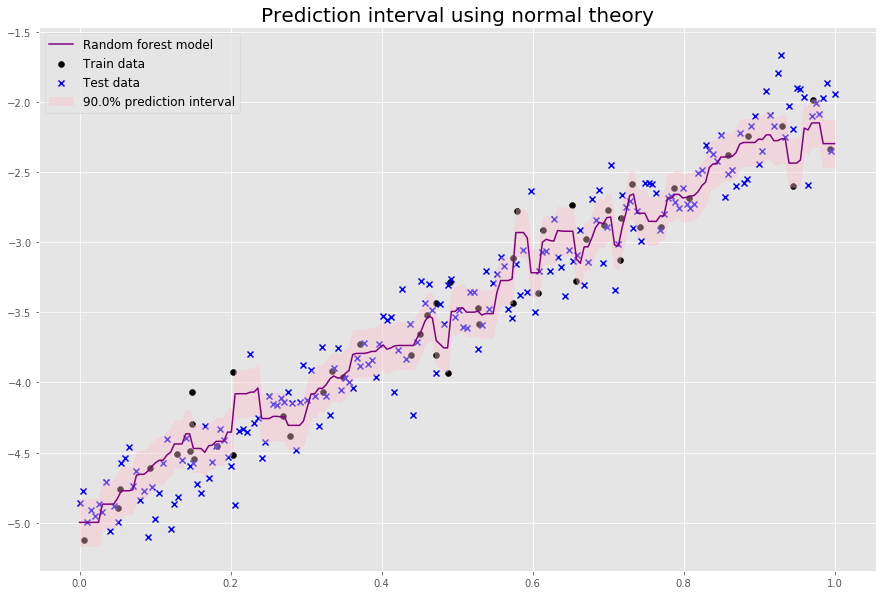 Prediction interval using normal theory
Random forest model
Train data
Test data
90.0% prediction interval
−1.5
−2.0
−2.5
−3.0
−3.5
−4.0
−4.5
−5.0
0.0 0.2 0.4 0.6 0.8 1.0